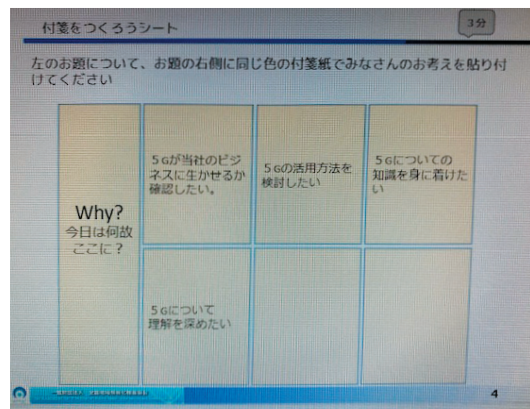 付箋をつくろうシート
3分
左のお題について、お題の右側に同じ色の付箋紙でみなさんのお考えを貼り付
けてください
Why?
今日は何故
ここに？
5Gが当社のビジ
ネスに生かせるか
確認したい。
5Gの活用方法を
検討したい
5Gについての
知識を身に着けた
い
5Gについて
理解を深めたい
4